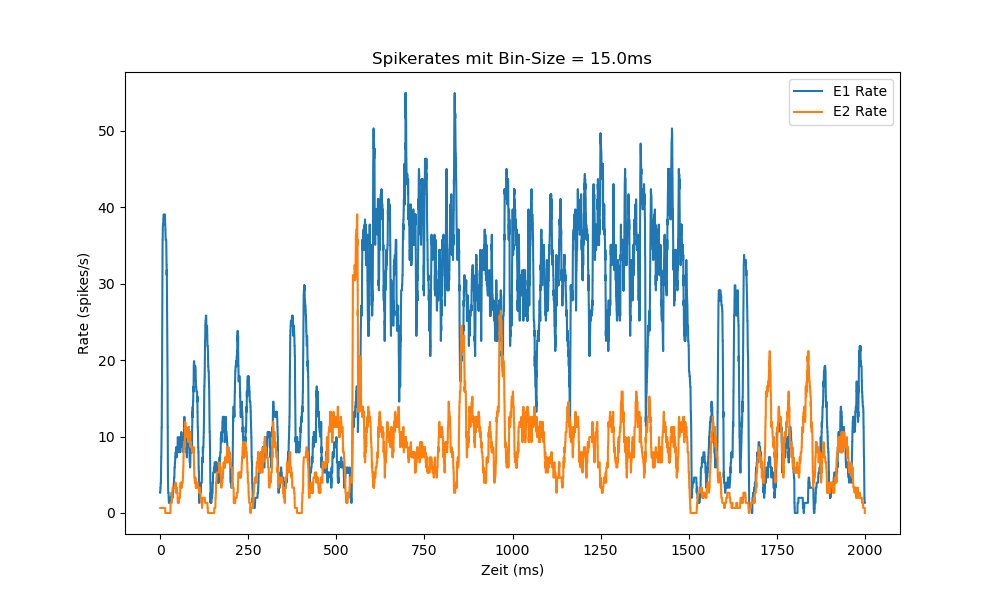 Spikerates mit Bin-Size = 15.0ms
E1 Rate
E2 Rate
Rate (spikes/s)
50
40
30
20
10
0
0 250 500 750 1000 1250 1500 1750 2000
Zeit (ms)